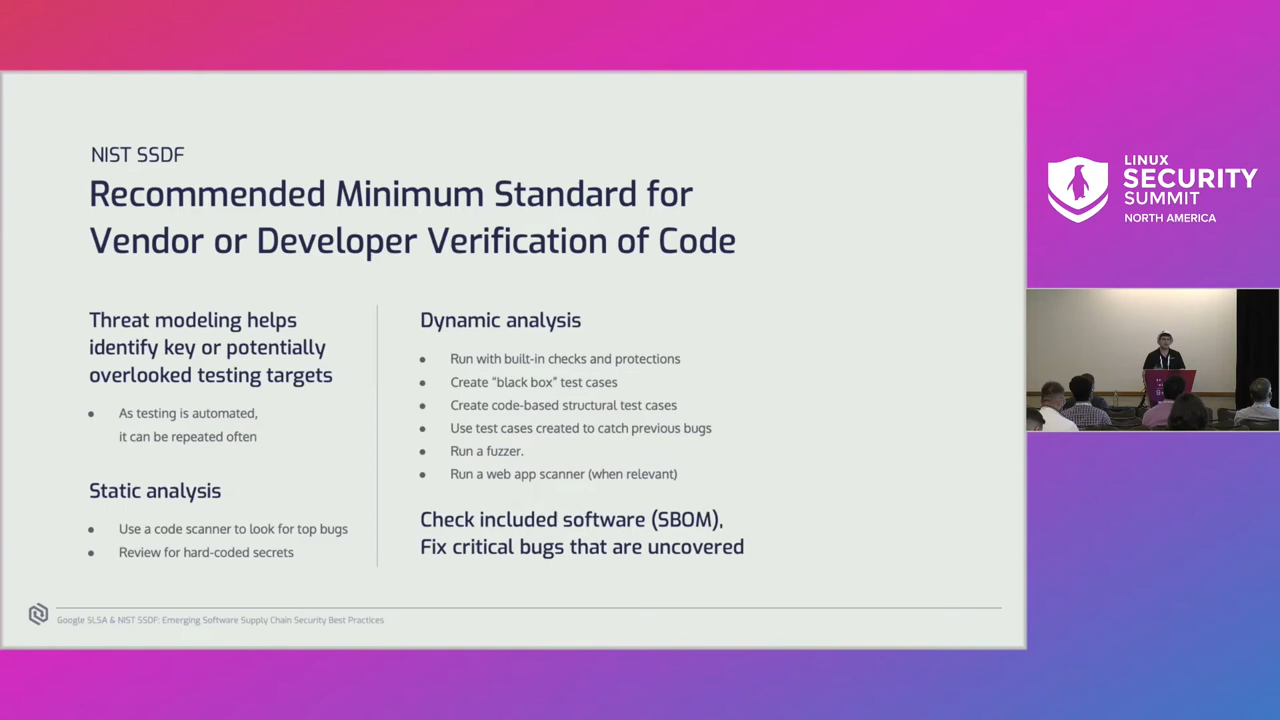 NIST SSDF
Recommended Minimum Standard for
Vendor or Developer Verification of Code
Threat modeling helps
identify key or potentially
overlooked testing targets
• As testing is automated,
it can be repeated often
Static analysis
• Use a code scanner to look for top bugs
• Review for hard-coded secrets
Dynamic analysis
• Run with built-in checks and protections
• Create “black box” test cases
• Create code-based structural test cases
• Use test cases created to catch previous bugs
• Run a fuzzer.
• Run a web app scanner (when relevant)
Check included software (SBOM),
Fix critical bugs that are uncovered
Google SLSA & NIST SSDF: Emerging Software Supply Chain Security Best Practices
LINUX
SECURITY
SUMMIT
NORTH AMERICA